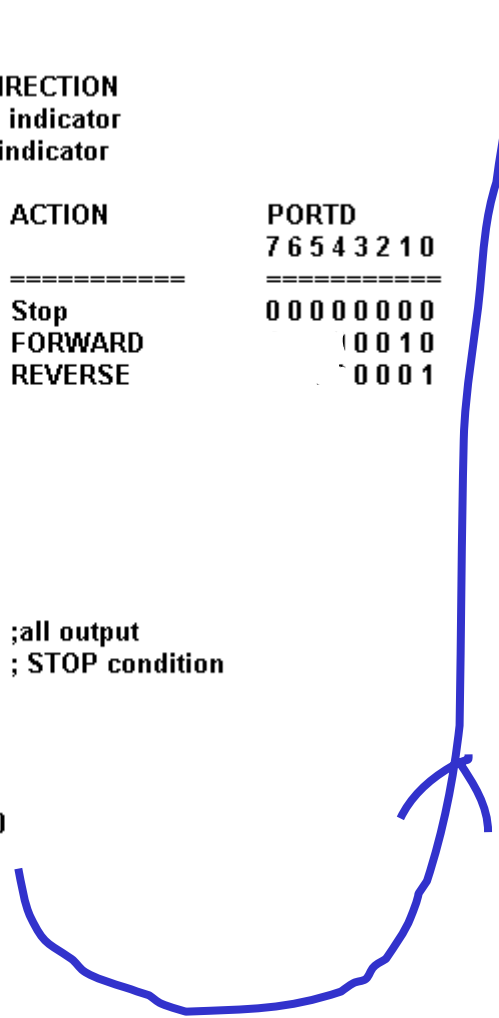 indicator
indicator
ACTION PORTD
7 6 5 4 3 2 1 0
=========== ===========
Stop 0 0 0 0 0 0 0 0
FORWARD 0 0 1 0
REVERSE 0 0 0 1
;all output
; STOP condition